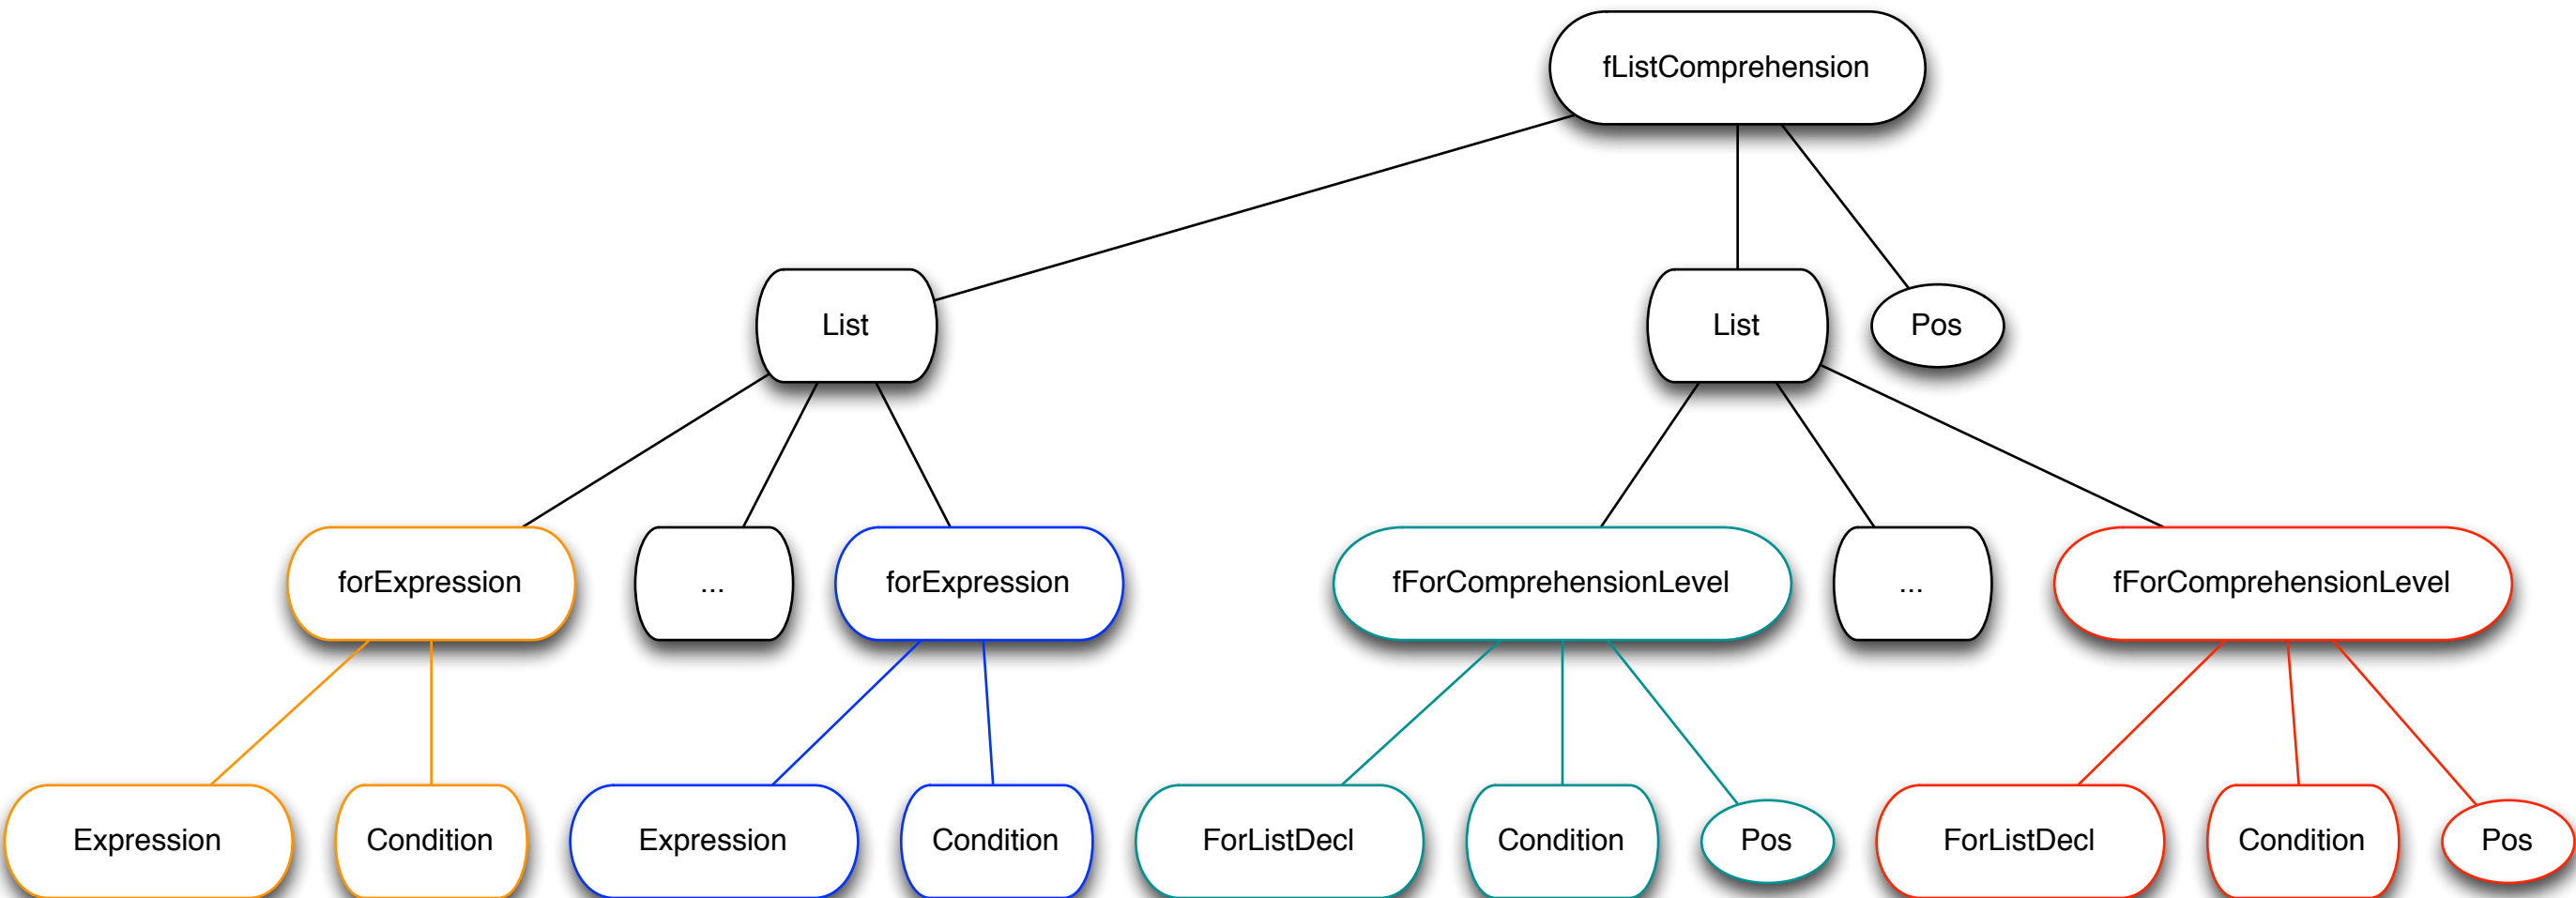 fListComprehension
List
List
Pos
forExpression
...
forExpression
fForComprehensionLevel
...
fForComprehensionLevel
Expression
Condition
Expression
Condition
ForListDecl
Condition
Pos
ForListDecl
Condition
Pos